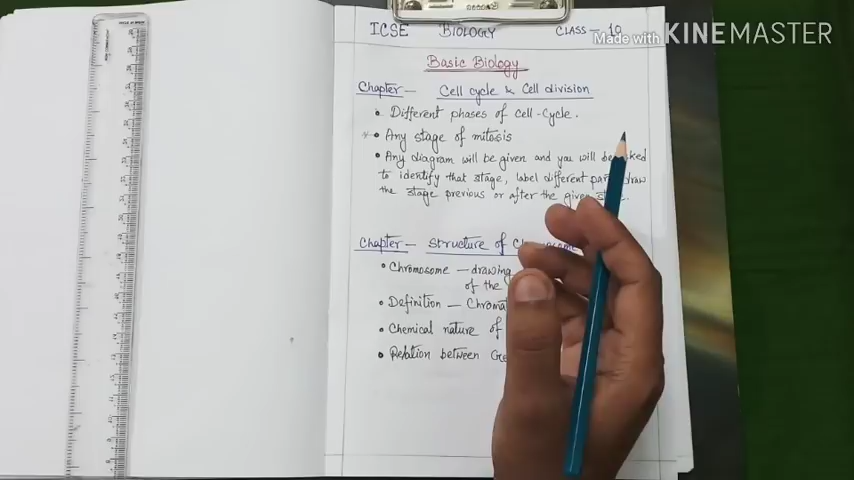 ICSE BIOLOGY CLASS - 10
Made with KINEMASTER
Basic Biology
Chapter - Cell cycle & Cell division
Different phases of cell-cycle.
Any stage of mitosis
Any diagram will be given and you will be
to identify that stage, label different draw
the stage previous or after the given
Chapter - Structure of
Chromosome - drawing
of the
Definition -
Chemical nature of
Relation between